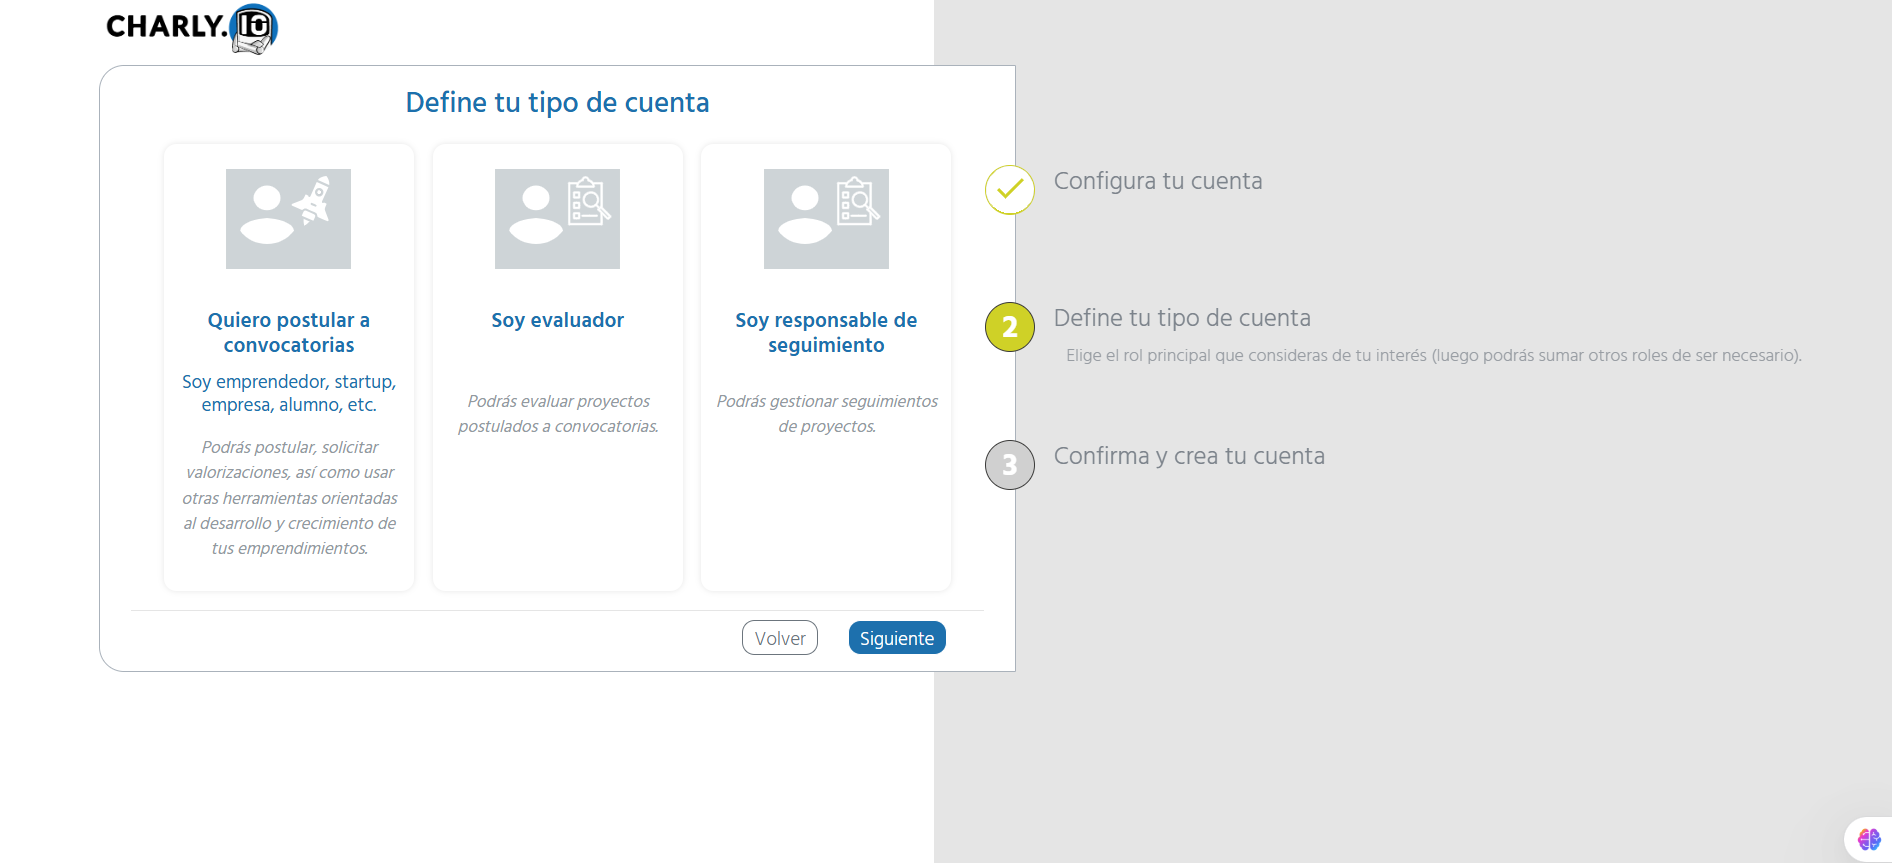 CHARLY.IO
Define tu tipo de cuenta
Quiero postular a
convocatorias
Soy emprendedor, startup,
empresa, alumno, etc.
Podrás postular, solicitar
valorizaciones, así como usar
otras herramientas orientadas
al desarrollo y crecimiento de
tus emprendimientos.
Soy evaluador
Podrás evaluar proyectos
postulados a convocatorias.
Soy responsable de
seguimiento
Podrás gestionar seguimientos
de proyectos.
Volver
Siguiente
Configura tu cuenta
2
Define tu tipo de cuenta
Elige el rol principal que consideras de tu interés (luego podrás sumar otros roles de ser necesario).
3
Confirma y crea tu cuenta